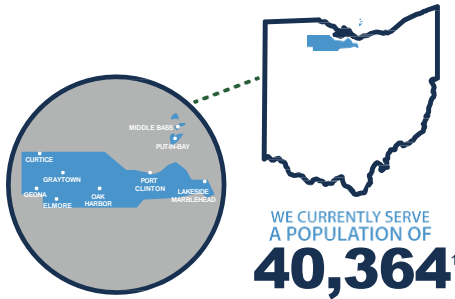 MIDDLE BASS
PUT-IN-BAY
CURTICE
GRAYTOWN
PORT
CLINTON
GEONA
OAK
HARBOR
ELMORE
LAKESIDE
MARBLEHEAD
WE CURRENTLY SERVE
A POPULATION OF
40,364¹